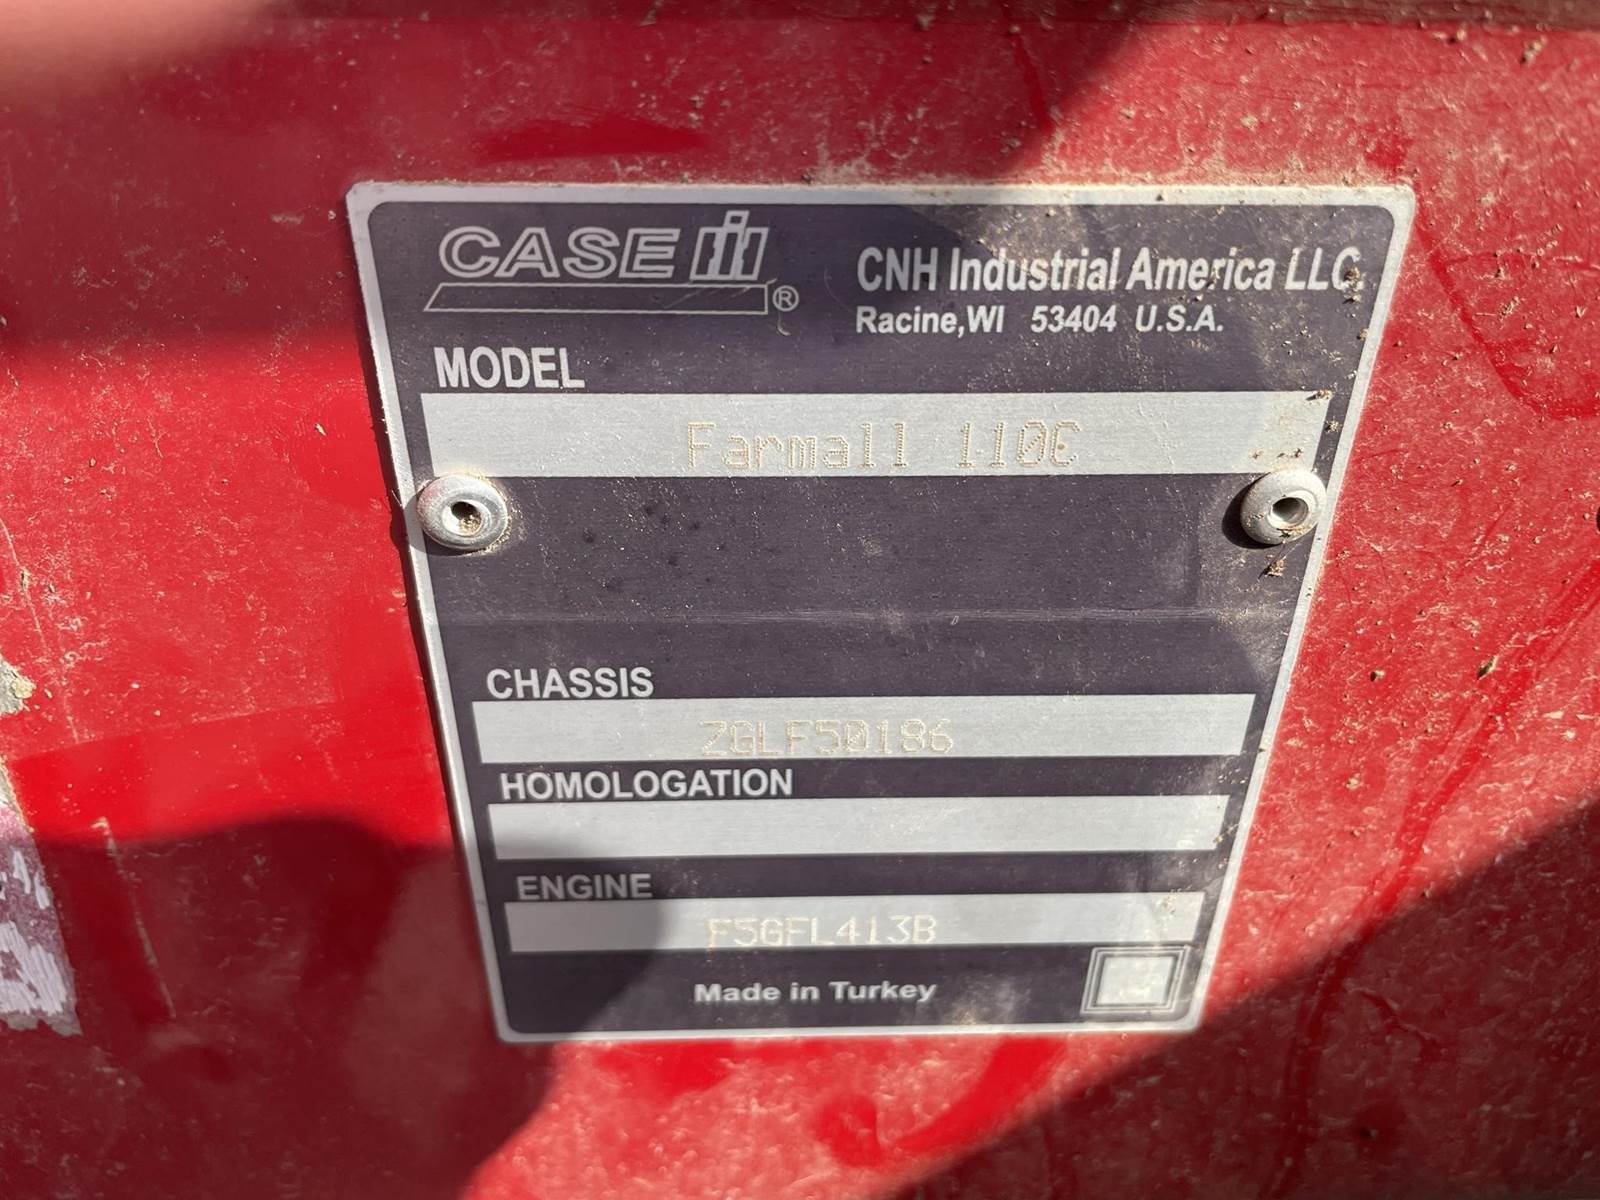 CASE IH ®
CNH Industrial America LLC.
Racine,WI 53404 U.S.A.
MODEL
Farmall 110C
CHASSIS
ZGLF50186
HOMOLOGATION
ENGINE
F5GFL413B
Made in Turkey